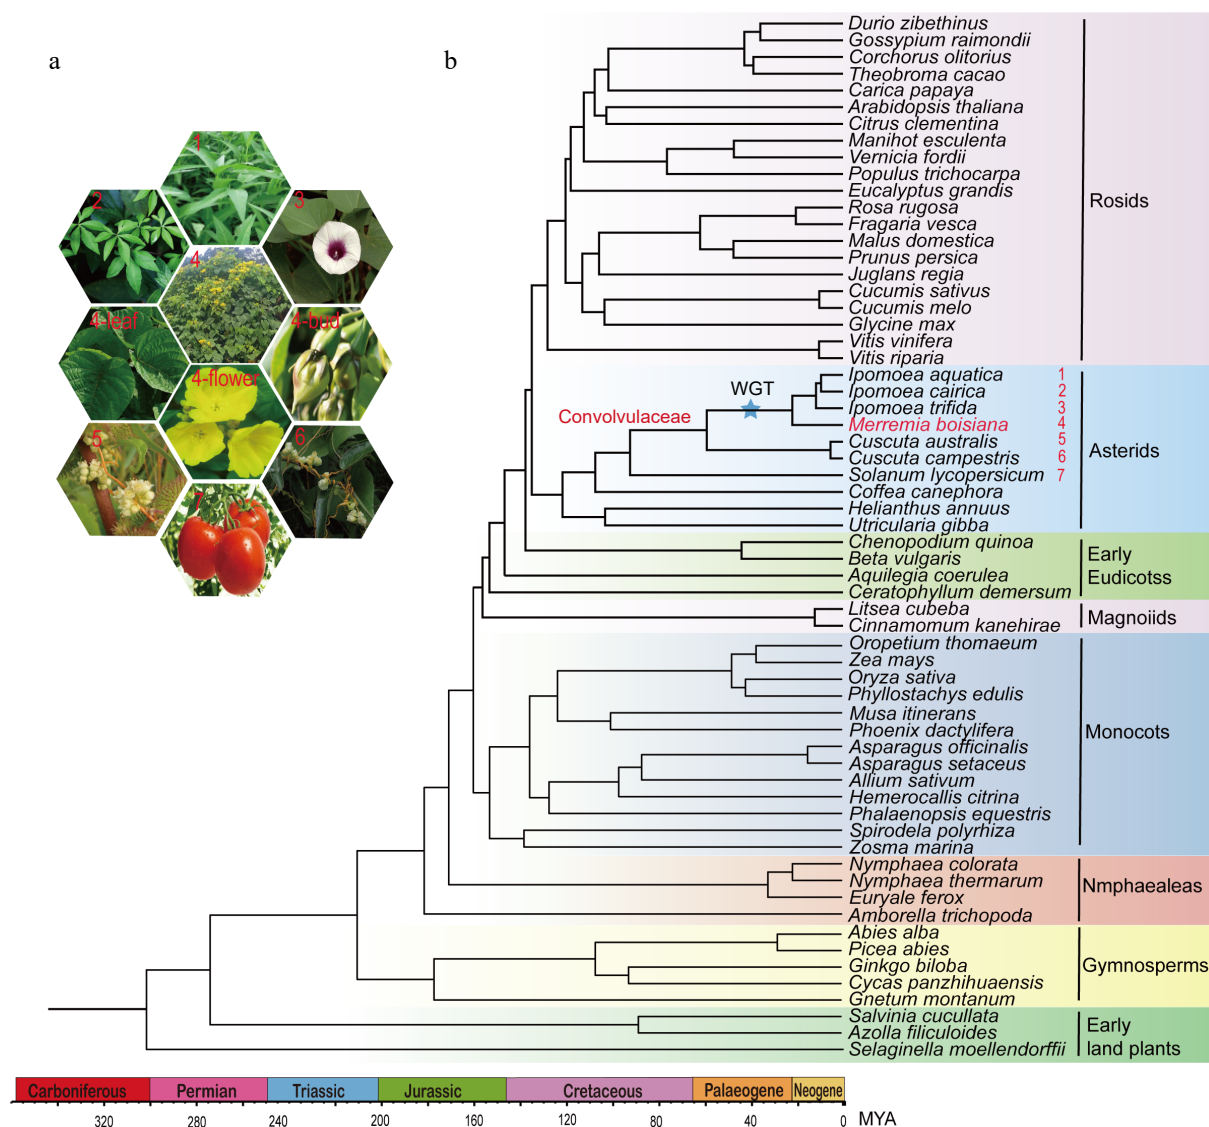 a
b
1
2
3
4
4-leaf
4-bud
4-flower
5
6
7
Durio zibethinus
Gossypium raimondii
Corchorus olitorius
Theobroma cacao
Carica papaya
Arabidopsis thaliana
Citrus clementina
Manihot esculenta
Vernicia fordii
Populus trichocarpa
Eucalyptus grandis
Rosa rugosa
Fragaria vesca
Malus domestica
Prunus persica
Juglans regia
Cucumis sativus
Cucumis melo
Glycine max
Vitis vinifera
Vitis riparia
Rosids
WGT
Convolvulaceae
Ipomoea aquatica 1
Ipomoea cairica 2
Ipomoea trifida 3
Merremia boisiana 4
Cuscuta australis 5
Cuscuta campestris 6
Solanum lycopersicum 7
Coffea canephora
Helianthus annuus
Utricularia gibba
Asterids
Chenopodium quinoa
Beta vulgaris
Aquilegia coerulea
Ceratophyllum demersum
Early
Eudicotss
Litsea cubeba
Cinnamomum kanehirae
Magnoiids
Oropetium thomaeum
Zea mays
Oryza sativa
Phyllostachys edulis
Musa itinerans
Phoenix dactylifera
Asparagus officinalis
Asparagus setaceus
Allium sativum
Hemerocallis citrina
Phalaenopsis equestris
Spirodela polyrhiza
Zosma marina
Monocots
Nymphaea colorata
Nymphaea thermarum
Euryale ferox
Amborella trichopoda
Nmphaealeas
Abies alba
Picea abies
Ginkgo biloba
Cycas panzhihuaensis
Gnetum montanum
Gymnosperms
Salvinia cucullata
Azolla filiculoides
Selaginella moellendorffii
Early
land plants
Carboniferous Permian Triassic Jurassic Cretaceous Palaeogene Neogene
320 280 240 200 160 120 80 40 0 MYA